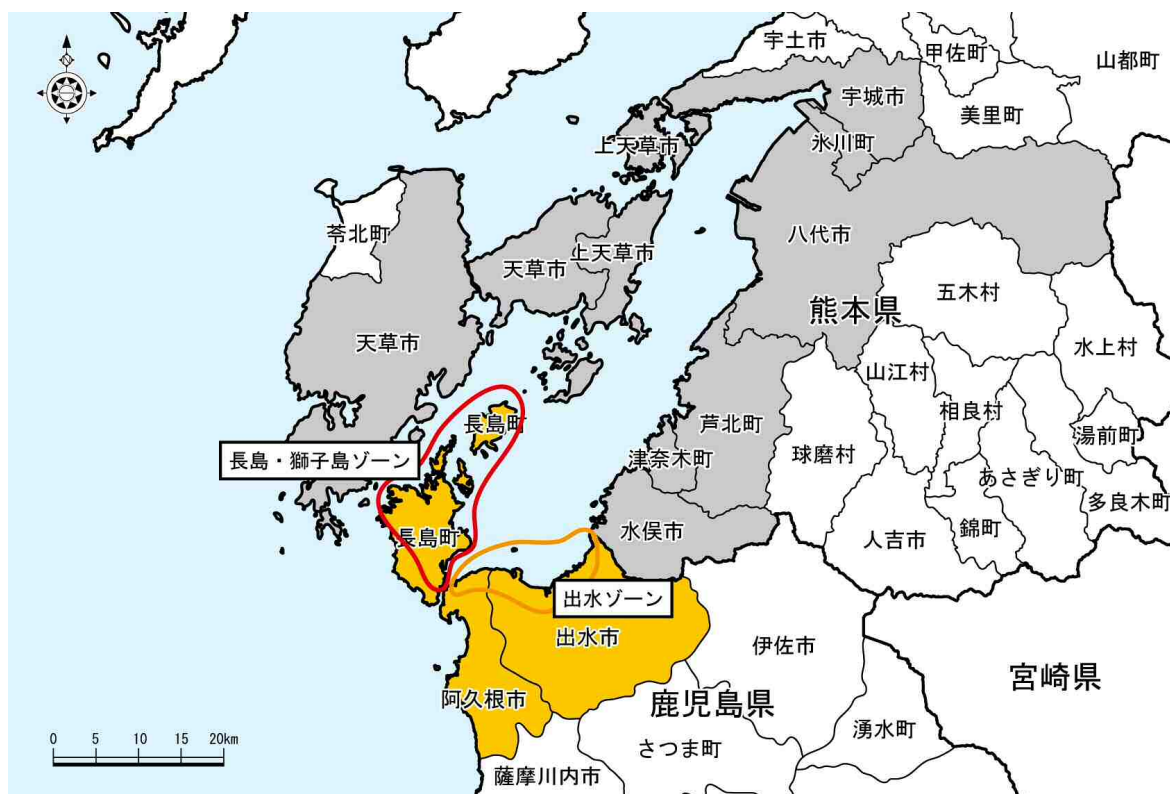 宇土市
甲佐町
山都町
N
宇城市
美里町
上天草市
氷川町
苓北町
八代市
天草市
上天草市
五木村
熊本県
天草市
水上村
山江村
相良村
長島町
芦北町
湯前町
長島・獅子島ゾーン
津奈木町
球磨村
あさぎり町
多良木町
長島町
水俣市
人吉市
錦町
出水ゾーン
出水市
伊佐市
宮崎県
阿久根市
鹿児島県
湧水町
さつま町
0 5 10 15 20km
薩摩川内市